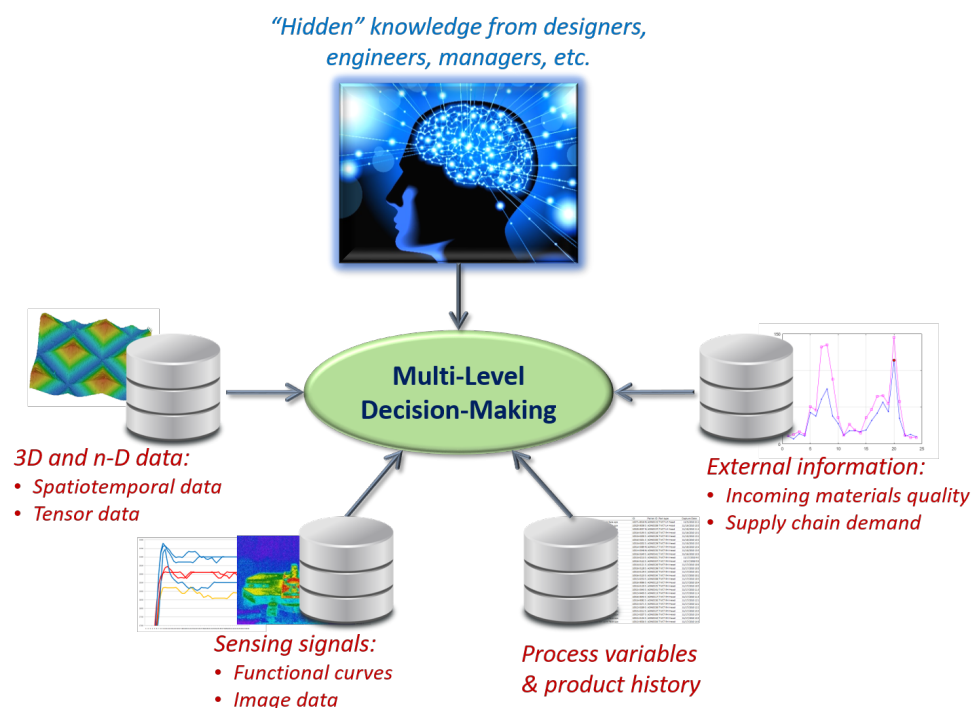 “Hidden” knowledge from designers,
engineers, managers, etc.
Multi-Level
Decision-Making
3D and n-D data:
• Spatiotemporal data
• Tensor data
External information:
• Incoming materials quality
• Supply chain demand
Sensing signals:
• Functional curves
• Image data
Process variables
& product history